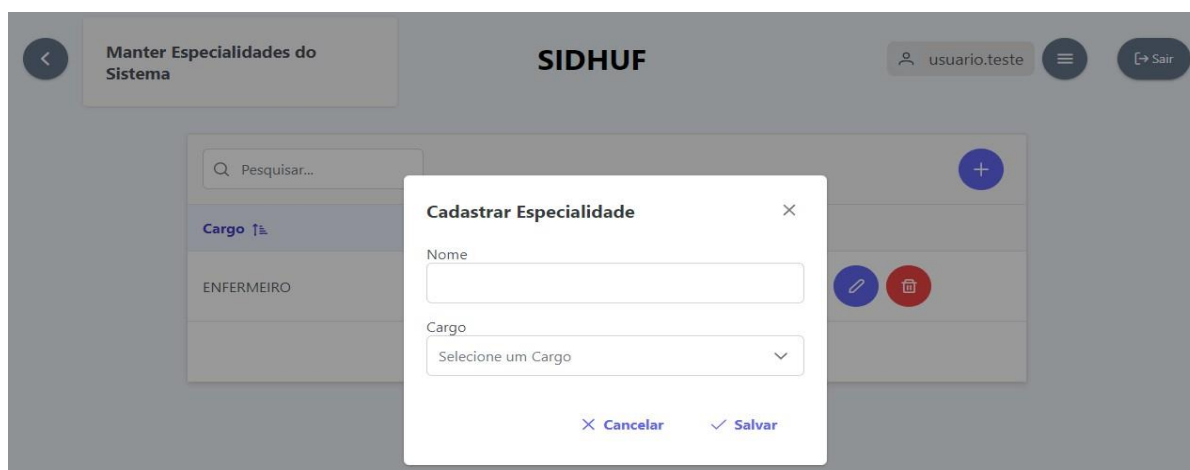 Manter Especialidades do
Sistema
SIDHUF
usuario.teste
Sair
Pesquisar...
Cargo
ENFERMEIRO
Cadastrar Especialidade
Nome
Cargo
Selecione um Cargo
Cancelar
Salvar